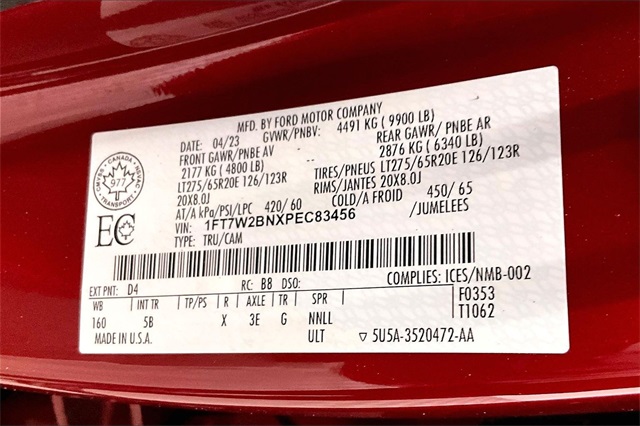 MFD. BY FORD MOTOR COMPANY
DATE: 04/23 GVWR/PNBV: 4491 KG ( 9900 LB)
FRONT GAWR/PNBE AV REAR GAWR/ PNBE AR
2177 KG ( 4800 LB) 2876 KG ( 6340 LB)
LT275/65R20E 126/123R TIRES/PNEUS LT275/65R20E 126/123R
20X8.0J RIMS/JANTES 20X8.0J
AT/A kPa/PSI/LPC 420/ 60 COLD/A FROID 450/ 65
VIN: 1FT7W2BNXPEC83456 /JUMELEES
TYPE: TRU/CAM
CANADA
977
TRANSPORT
EC
EXT PNT: D4 RC: B8 DSO: COMPLIES: ICES/NMB-002
WB INT TR TP/PS R AXLE TR SPR F0353
160 5B X 3E G NNLL T1062
MADE IN U.S.A. ULT ▽ 5U5A-3520472-AA